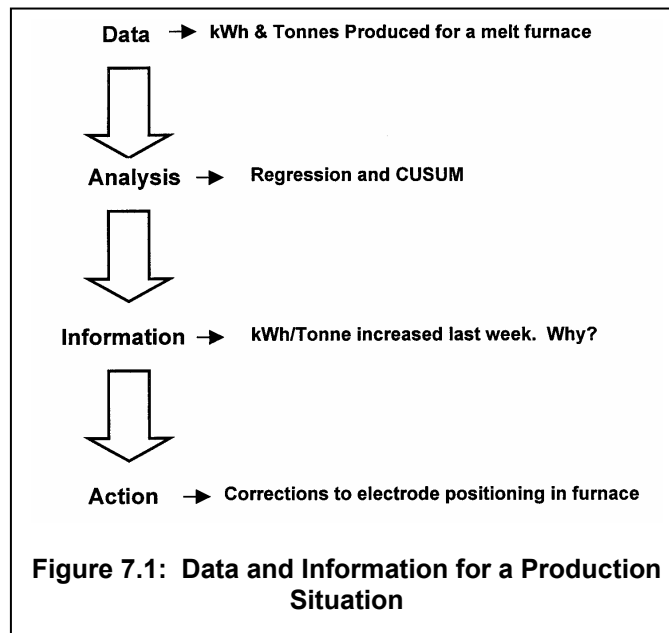 Data kWh & Tonnes Produced for a melt furnace
Analysis Regression and CUSUM
Information kWh/Tonne increased last week. Why?
Action Corrections to electrode positioning in furnace
Figure 7.1: Data and Information for a Production
Situation